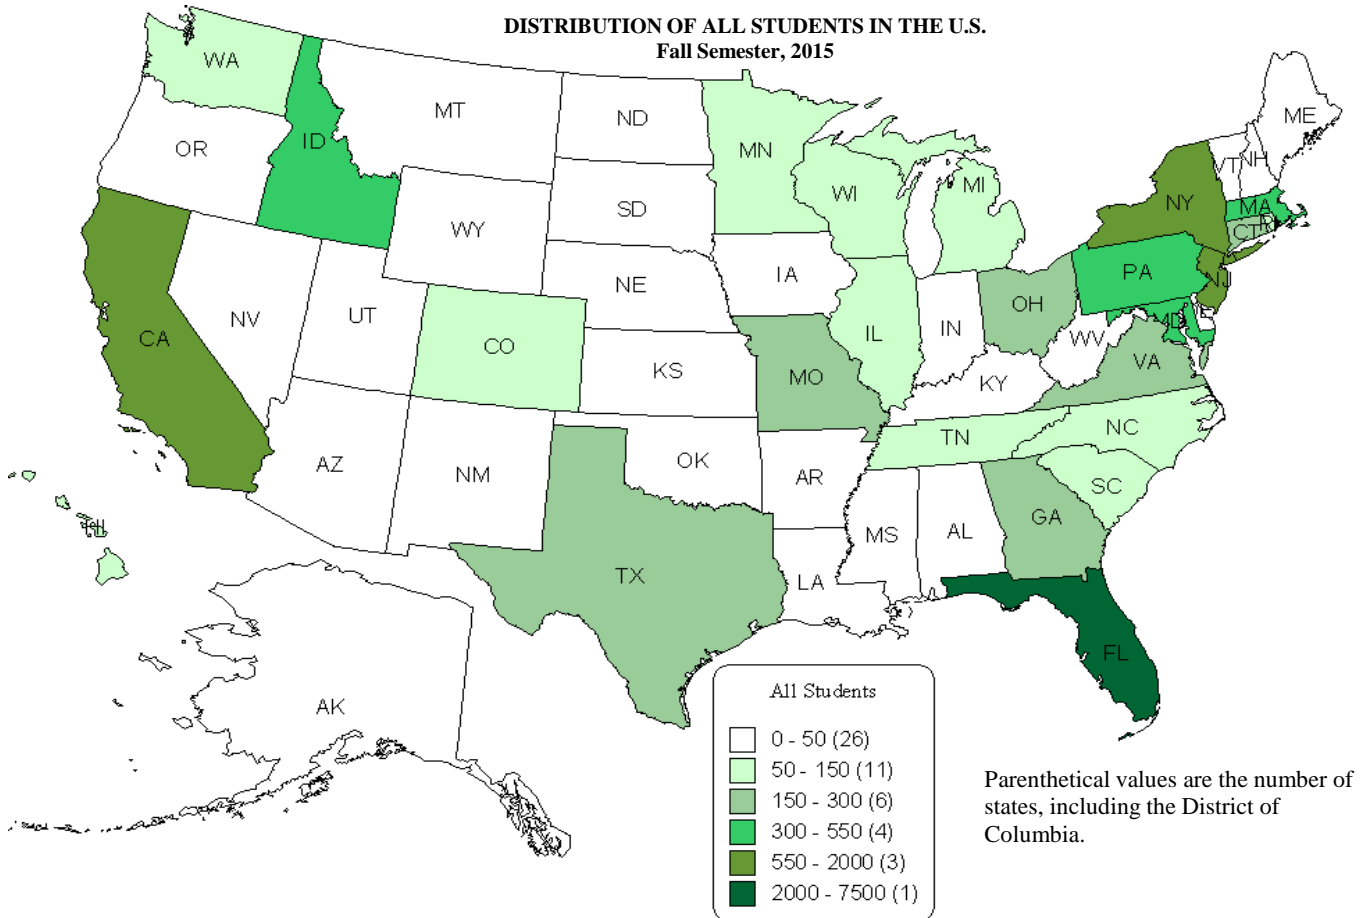 DISTRIBUTION OF ALL STUDENTS IN THE U.S.
Fall Semester, 2015
WA
MT
ND
ME
OR
ID
MN
VT
NH
WI
MI
SD
NY
MA
WY
CT
IA
PA
NE
NJ
NV
UT
OH
IL
IN
MD
CA
CO
WV
VA
KS
MO
KY
NC
TN
AZ
NM
OK
AR
SC
GA
MS
AL
TX
LA
FL
AK
All Students
0 - 50 (26)
50 - 150 (11)
150 - 300 (6)
300 - 550 (4)
550 - 2000 (3)
2000 - 7500 (1)
Parenthetical values are the number of
states, including the District of
Columbia.